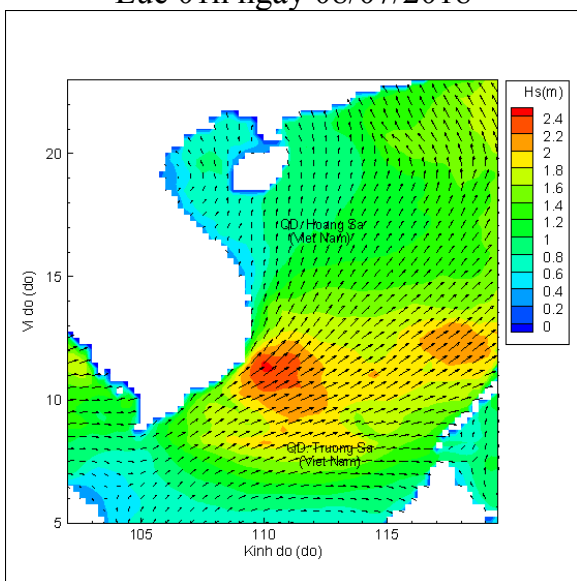 Lúc 01h ngày 08/07/2018
Hs(m)
2.4
2.2
2
1.8
1.6
1.4
1.2
1
0.8
0.6
0.4
0.2
0
20
15
10
5
105
110
115
Vi do (do)
Kinh do (do)
QD. Hoang Sa
(Viet Nam)
QD. Truong Sa
(Viet Nam)